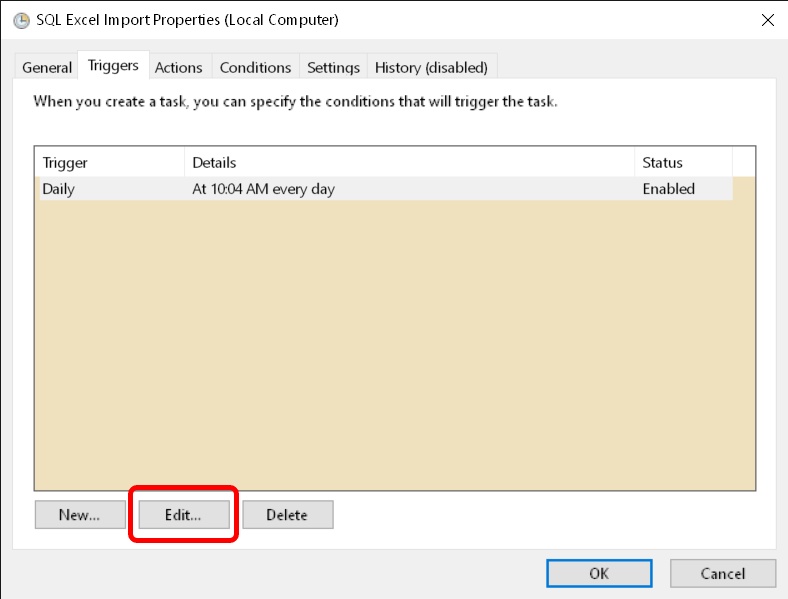 SQL Excel Import Properties (Local Computer)
General Triggers Actions Conditions Settings History (disabled)
When you create a task, you can specify the conditions that will trigger the task.
Trigger Details Status
Daily At 10:04 AM every day Enabled
New... Edit... Delete
OK Cancel